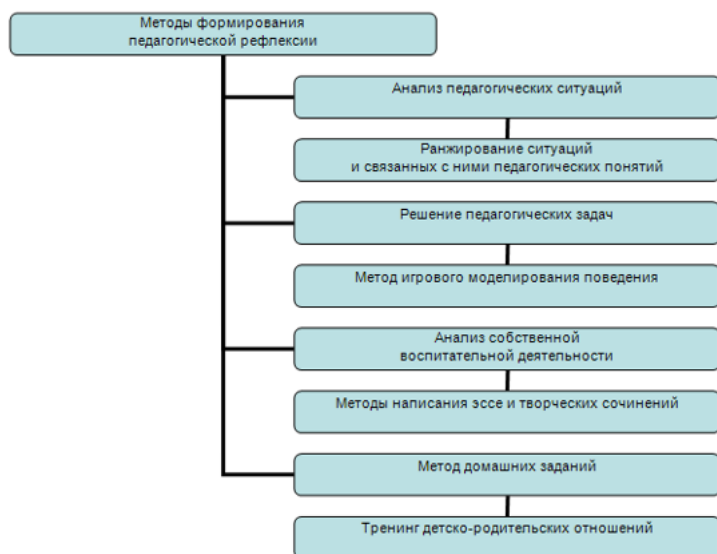 Методы формирования
педагогической рефлексии
Анализ педагогических ситуаций
Ранжирование ситуаций
и связанных с ними педагогических понятий
Решение педагогических задач
Метод игрового моделирования поведения
Анализ собственной
воспитательной деятельности
Методы написания эссе и творческих сочинений
Метод домашних заданий
Тренинг детско-родительских отношений